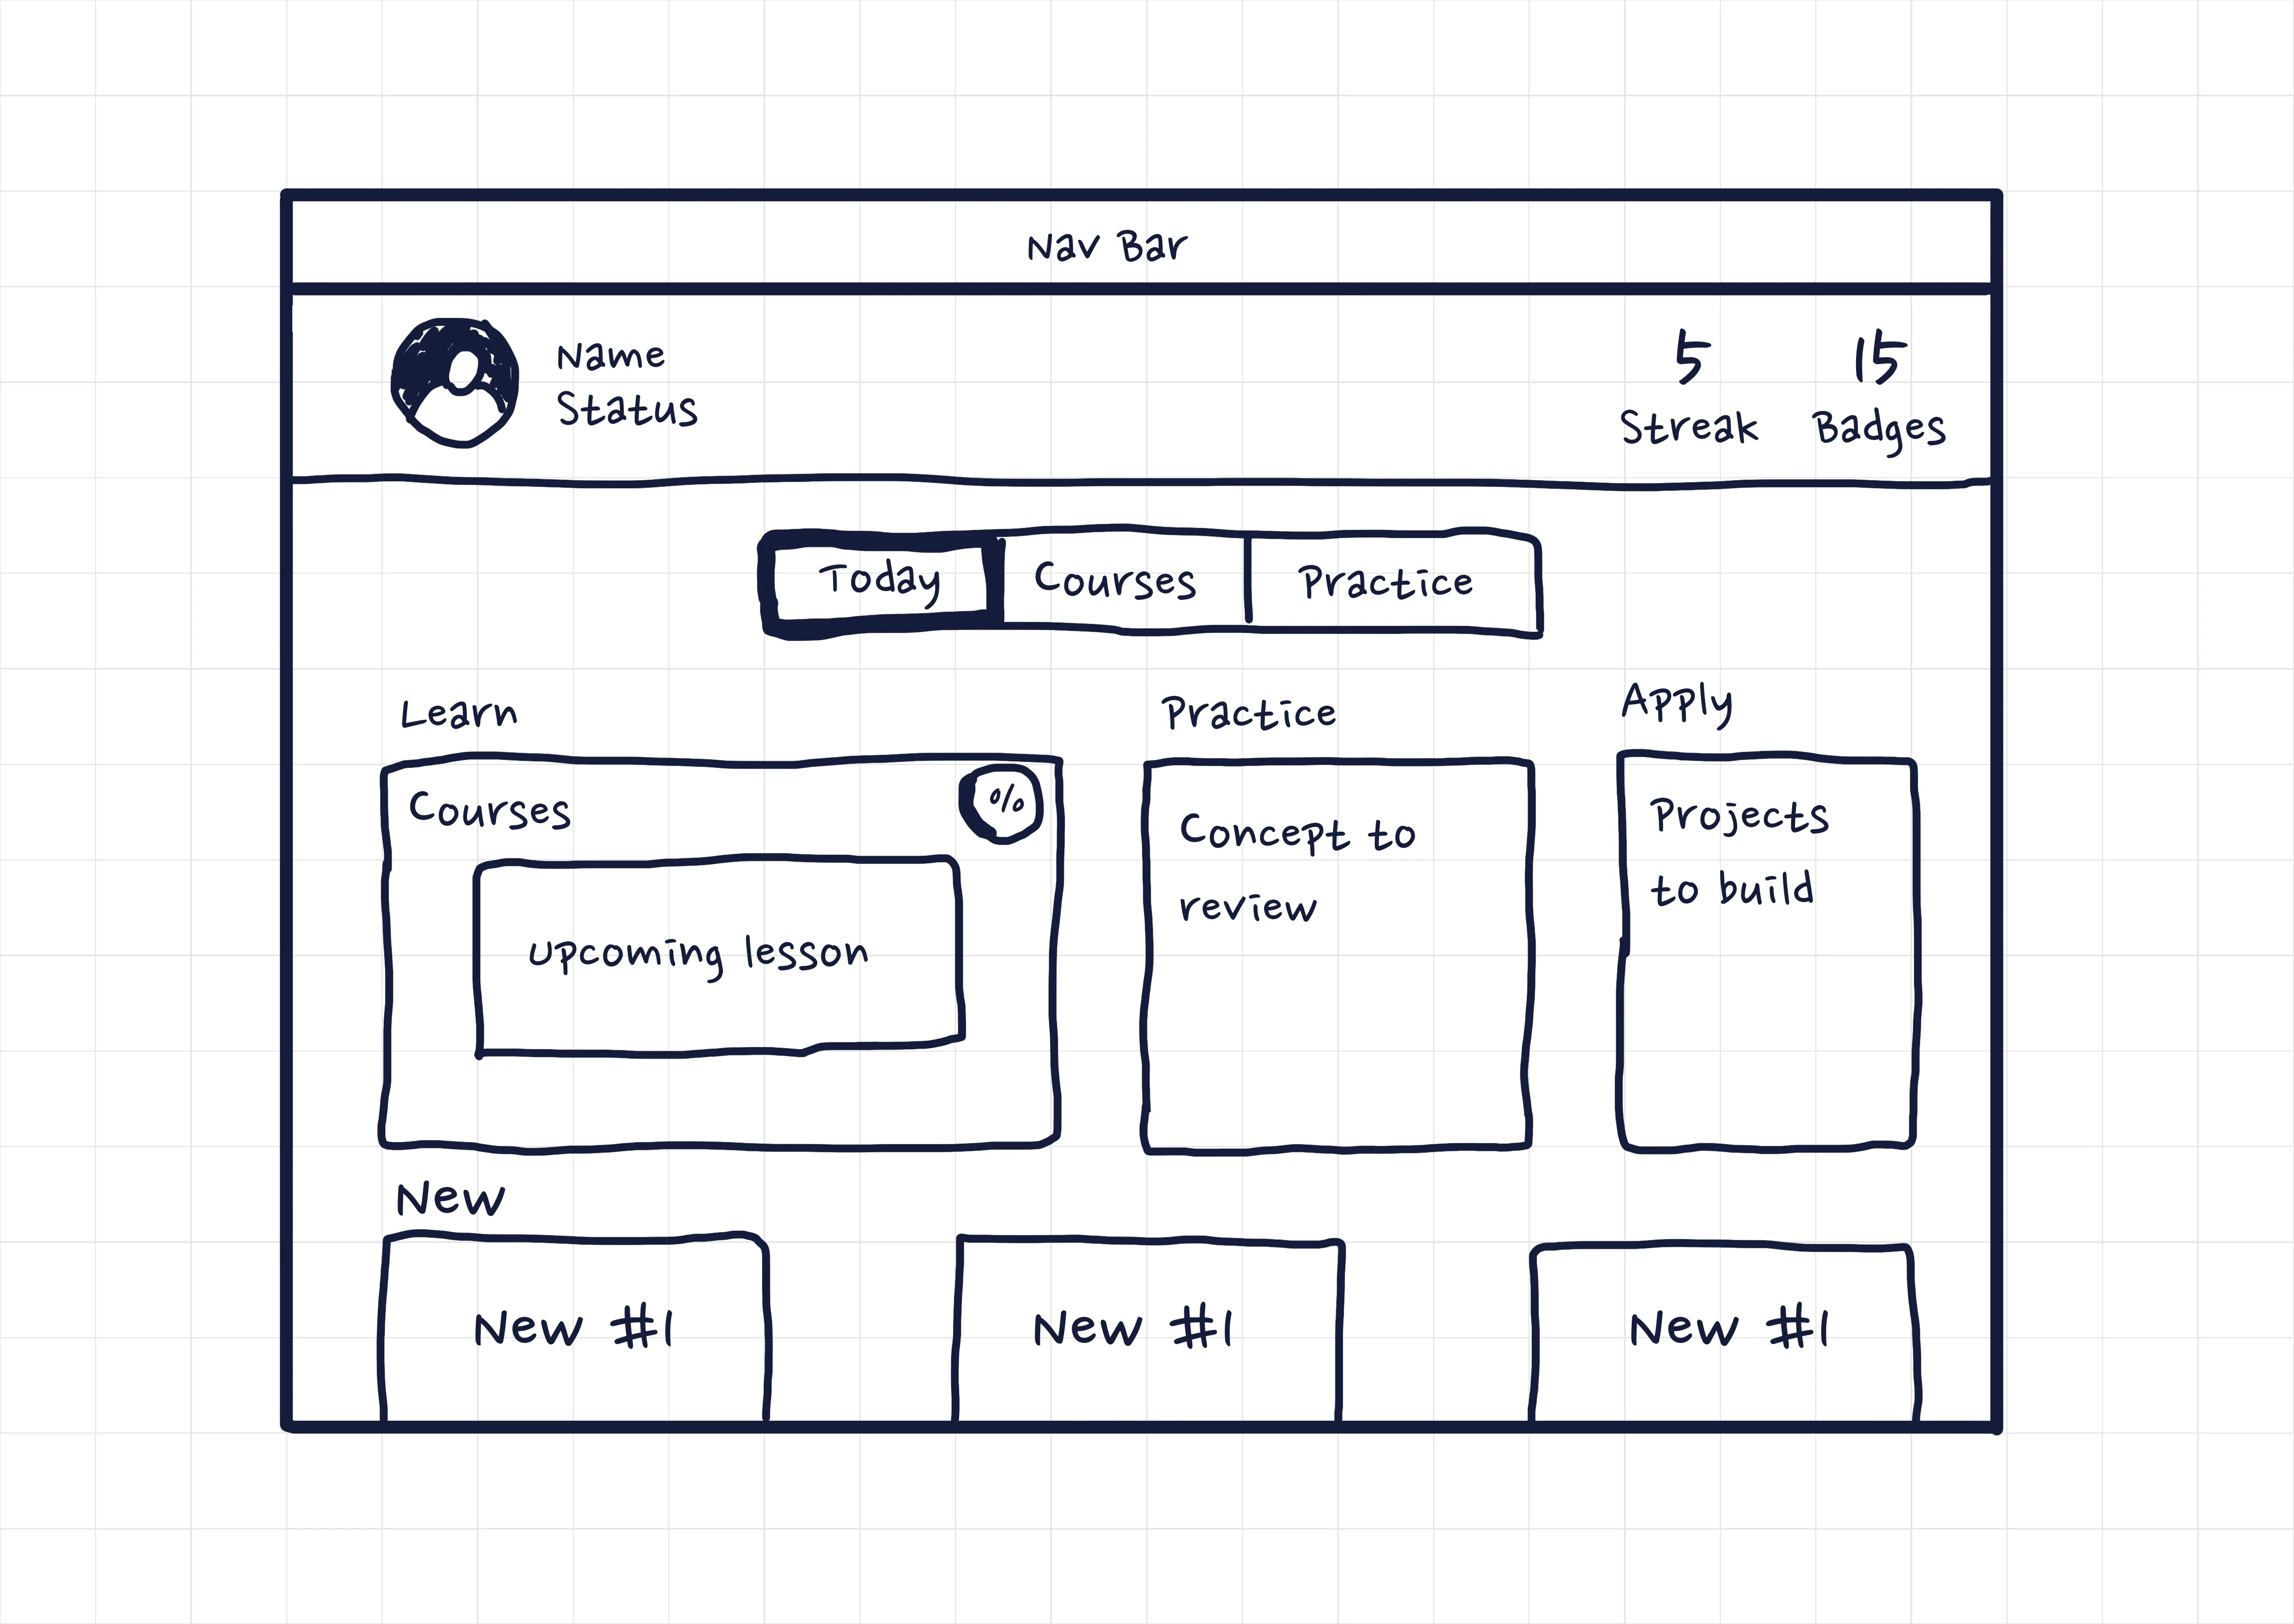 Nav Bar
Name
Status
5
Streak
15
Badges
Today
Courses
Practice
Learn
Courses
%
Upcoming lesson
Practice
Concept to
review
Apply
Projects
to build
New
New #1
New #1
New #1